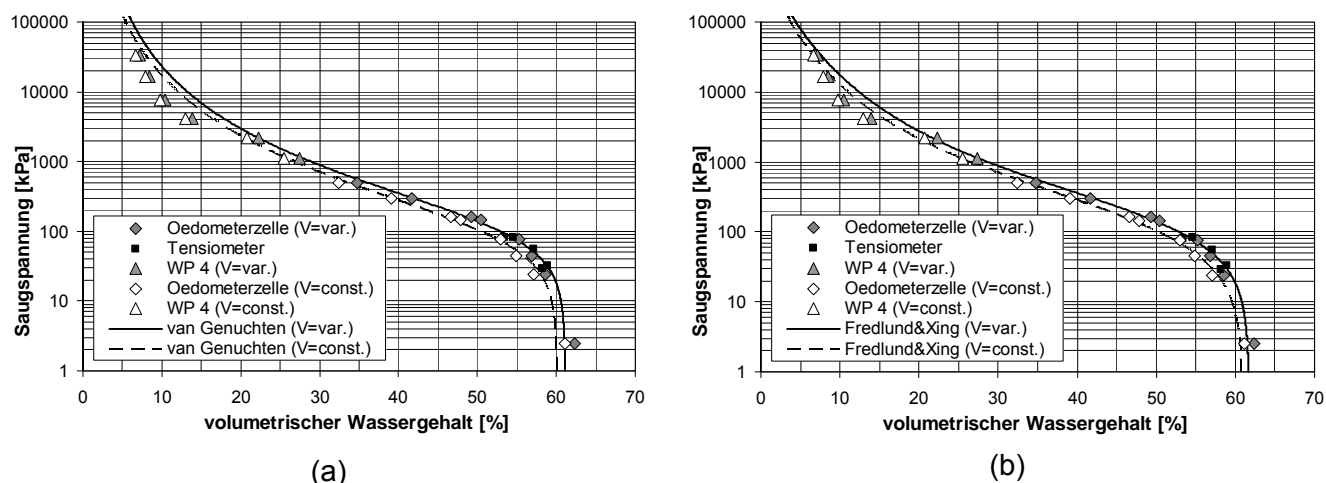 100000
10000
1000
100
10
1
Saugspannung [kPa]
Oedometerzelle (V=var.)
Tensiometer
WP 4 (V=var.)
Oedometerzelle (V=const.)
WP 4 (V=const.)
van Genuchten (V=var.)
van Genuchten (V=const.)
0 10 20 30 40 50 60 70
volumetrischer Wassergehalt [%]
(a)
100000
10000
1000
100
10
1
Saugspannung [kPa]
Oedometerzelle (V=var.)
Tensiometer
WP 4 (V=var.)
Oedometerzelle (V=const.)
WP 4 (V=const.)
Fredlund&Xing (V=var.)
Fredlund&Xing (V=const.)
0 10 20 30 40 50 60 70
volumetrischer Wassergehalt [%]
(b)